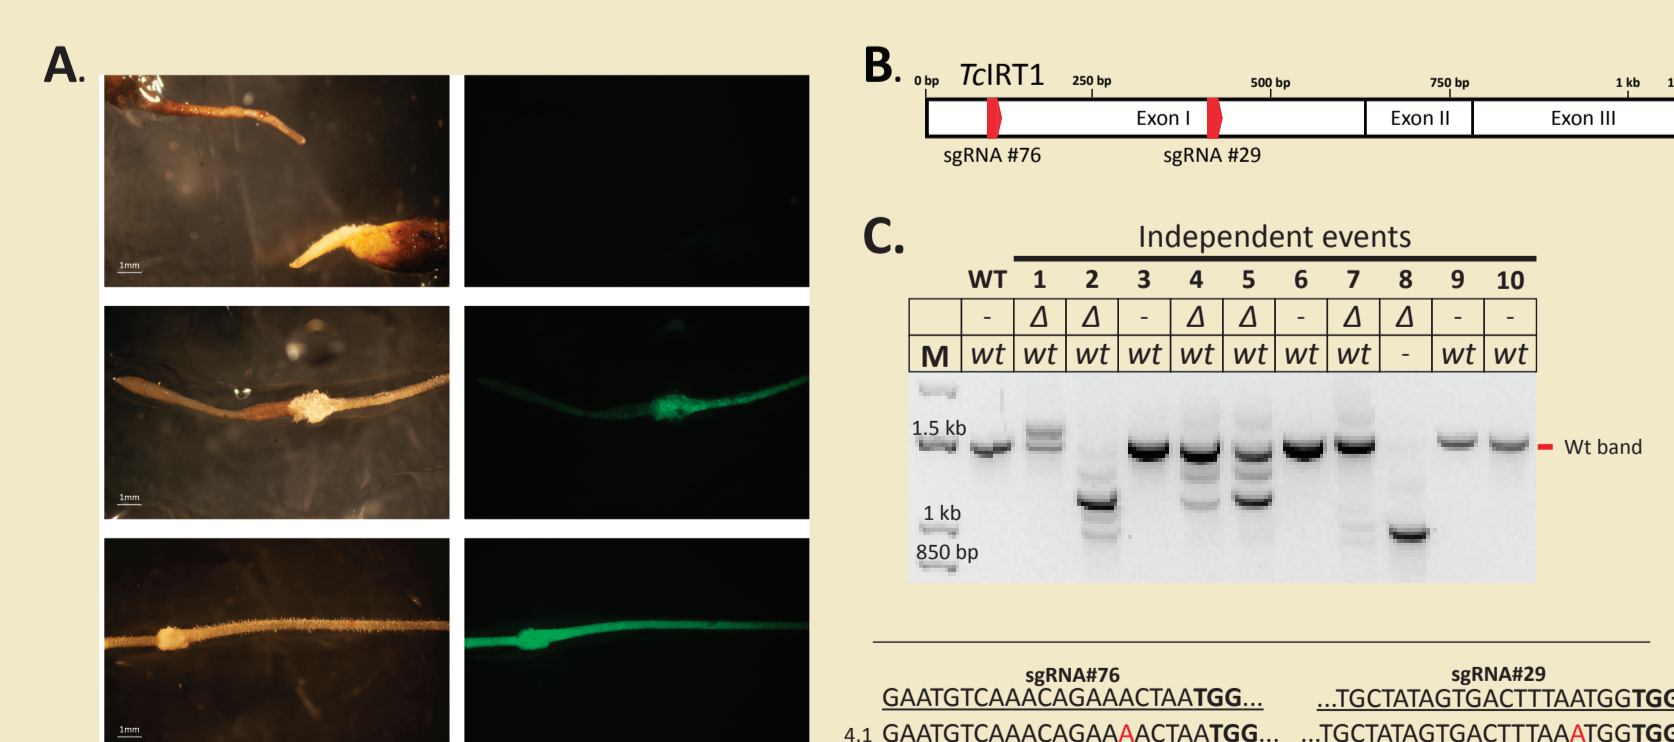 A.
1mm
1mm
1mm
B.
TcIRT1
0 bp 250 bp 500 bp 750 bp 1 kb 1
Exon I Exon II Exon III
sgRNA #76 sgRNA #29
C.
Independent events
WT 1 2 3 4 5 6 7 8 9 10
- Δ Δ - Δ Δ - Δ Δ - -
M wt wt wt wt wt wt wt wt - wt wt
1.5 kb
Wt band
1 kb
850 bp
sgRNA#76 sgRNA#29
GAATGTCAAACAGAAACTAATGG... ...TGCTATAGTGACTTTAATGGTGG
4.1 GAATGTCAAACAGAAAACTAATGG... ...TGCTATAGTGACTTTAAATGGTGG